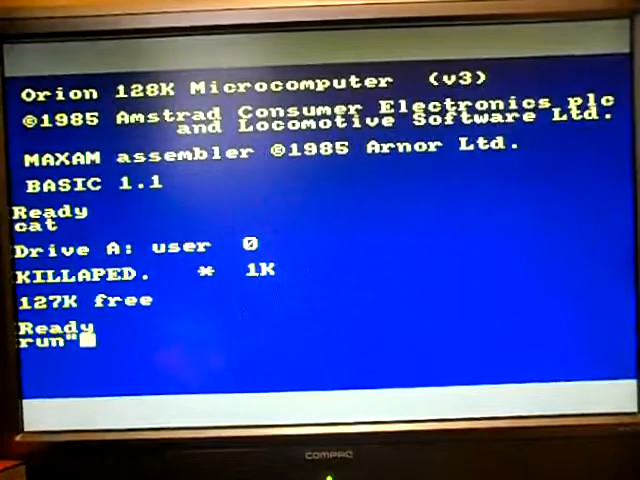 Orion 128K Microcomputer (v3)
©1985 Amstrad Consumer Electronics plc
and Locomotive Software Ltd.
MAXAM assembler ©1985 Arnor Ltd.
BASIC 1.1
Ready
cat
Drive A: user 0
KILLAPED. * 1K
127K free
Ready
run"
COMPAQ